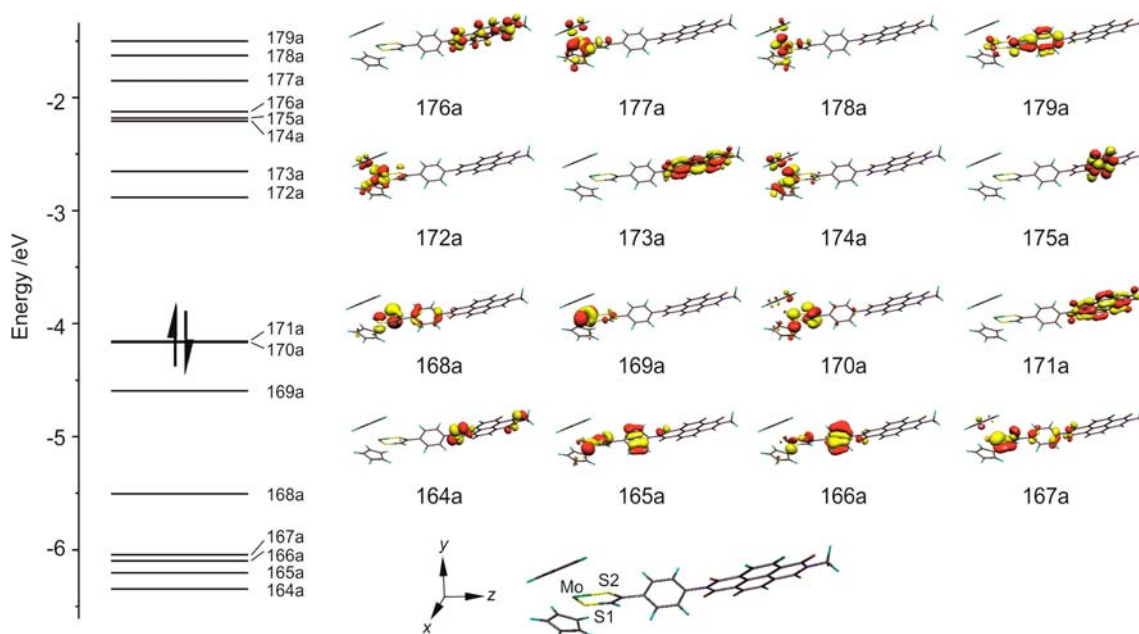 Energy /eV
-2
-3
-4
-5
-6
179a
178a
177a
176a
175a
174a
173a
172a
171a
170a
169a
168a
167a
166a
165a
164a
176a 177a 178a 179a
172a 173a 174a 175a
168a 169a 170a 171a
164a 165a 166a 167a
y
z
x
Mo S2
S1